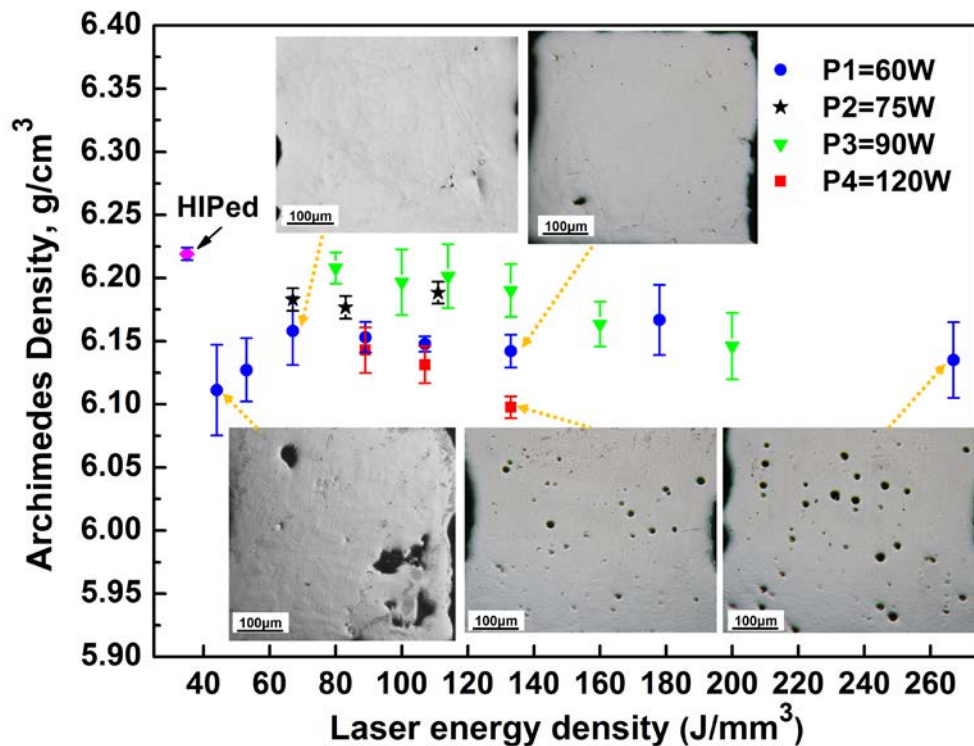 6.40
6.35
6.30
6.25
6.20
6.15
6.10
6.05
6.00
5.95
5.90
Archimedes Density, g/cm³
HIPed
100μm
100μm
P1=60W
P2=75W
P3=90W
P4=120W
100μm
100μm
100μm
40 60 80 100 120 140 160 180 200 220 240 260
Laser energy density (J/mm³)